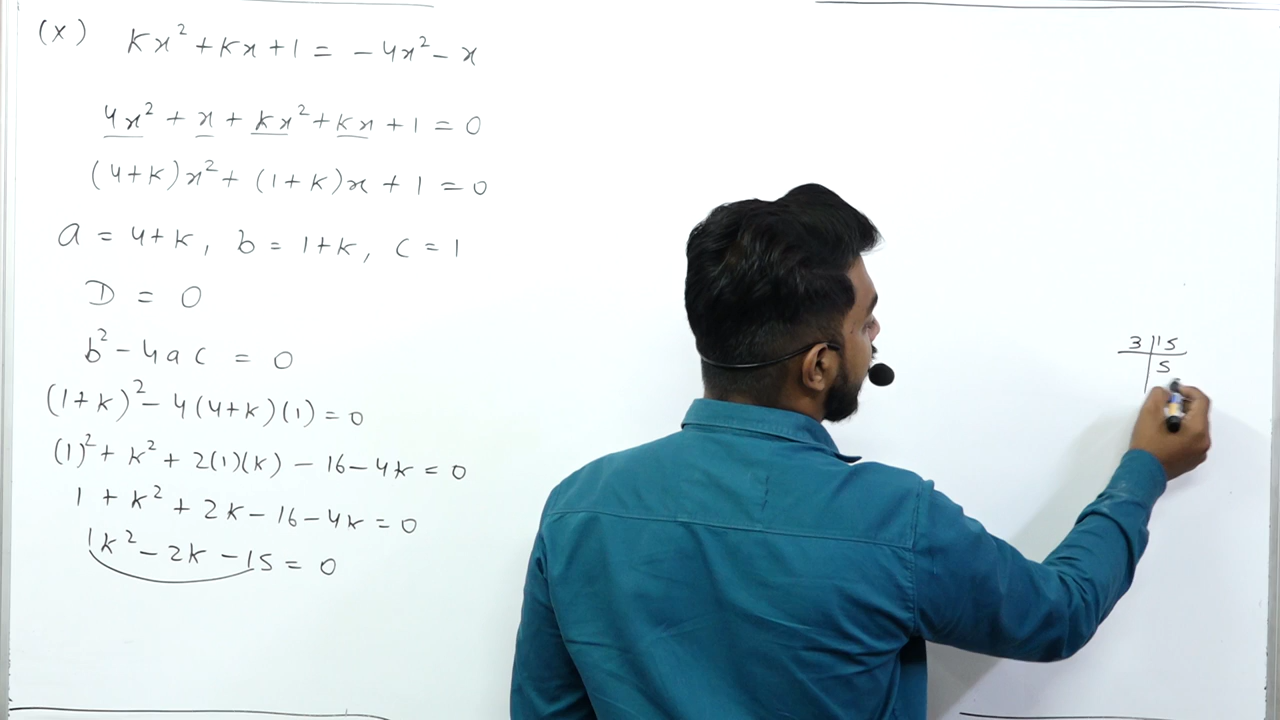 (x) Kx² + Kx + 1 = -4x² - x
4x² + x + kx² + kx + 1 = 0
(4+k)x² + (1+k)x + 1 = 0
a = 4+k, b = 1+k, c = 1
D = 0
b² - 4ac = 0
(1+k)² - 4(4+k)(1) = 0
(1)² + k² + 2(1)(k) - 16 - 4k = 0
1 + k² + 2k - 16 - 4k = 0
1k² - 2k - 15 = 0
3 | 15
5